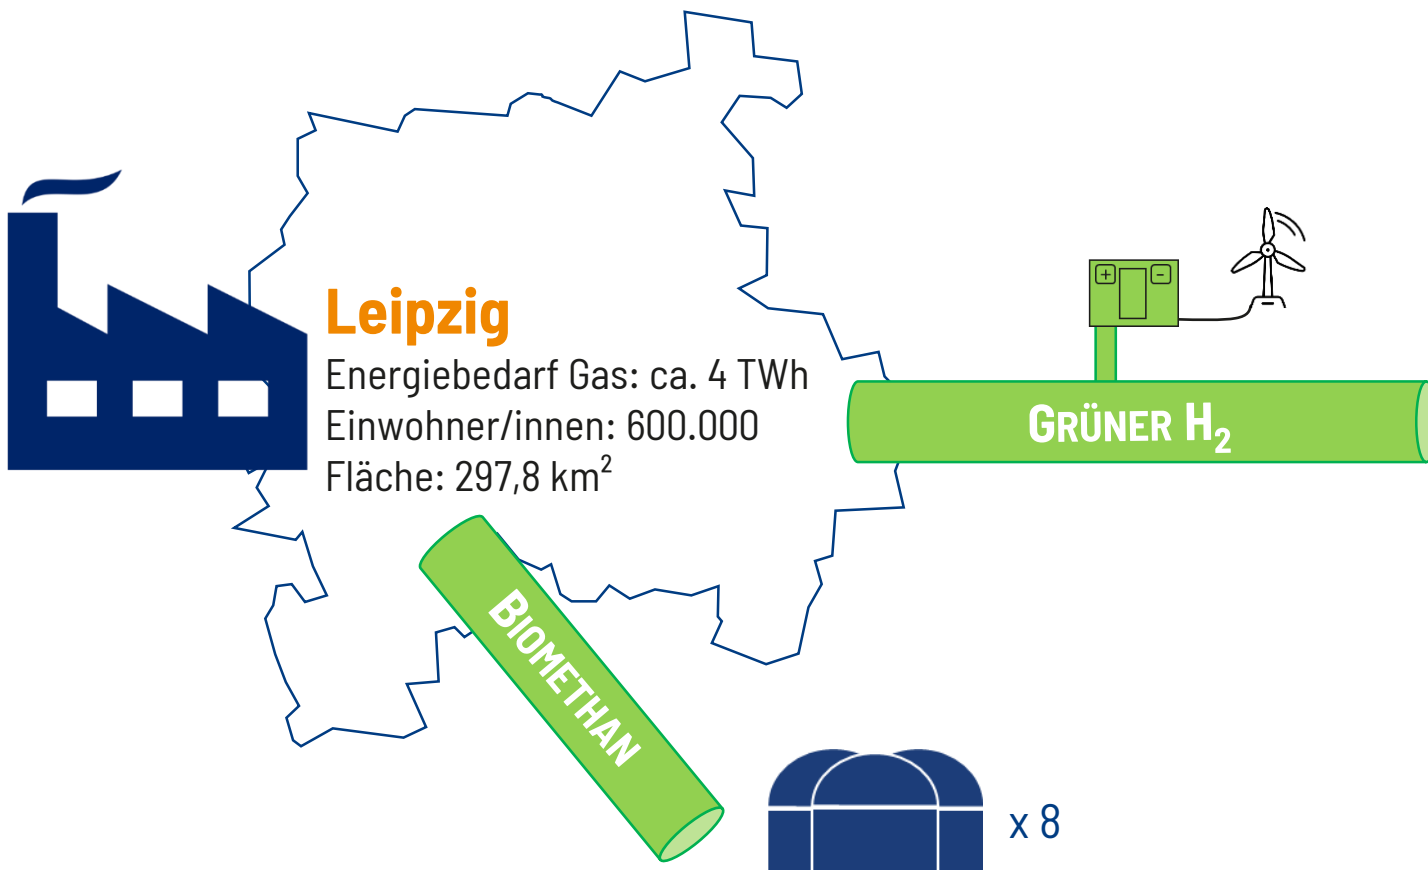 Leipzig
Energiebedarf Gas: ca. 4 TWh
Einwohner/innen: 600.000
Fläche: 297,8 km²
+ -
GRÜNER H₂
BIOMETHAN
x 8